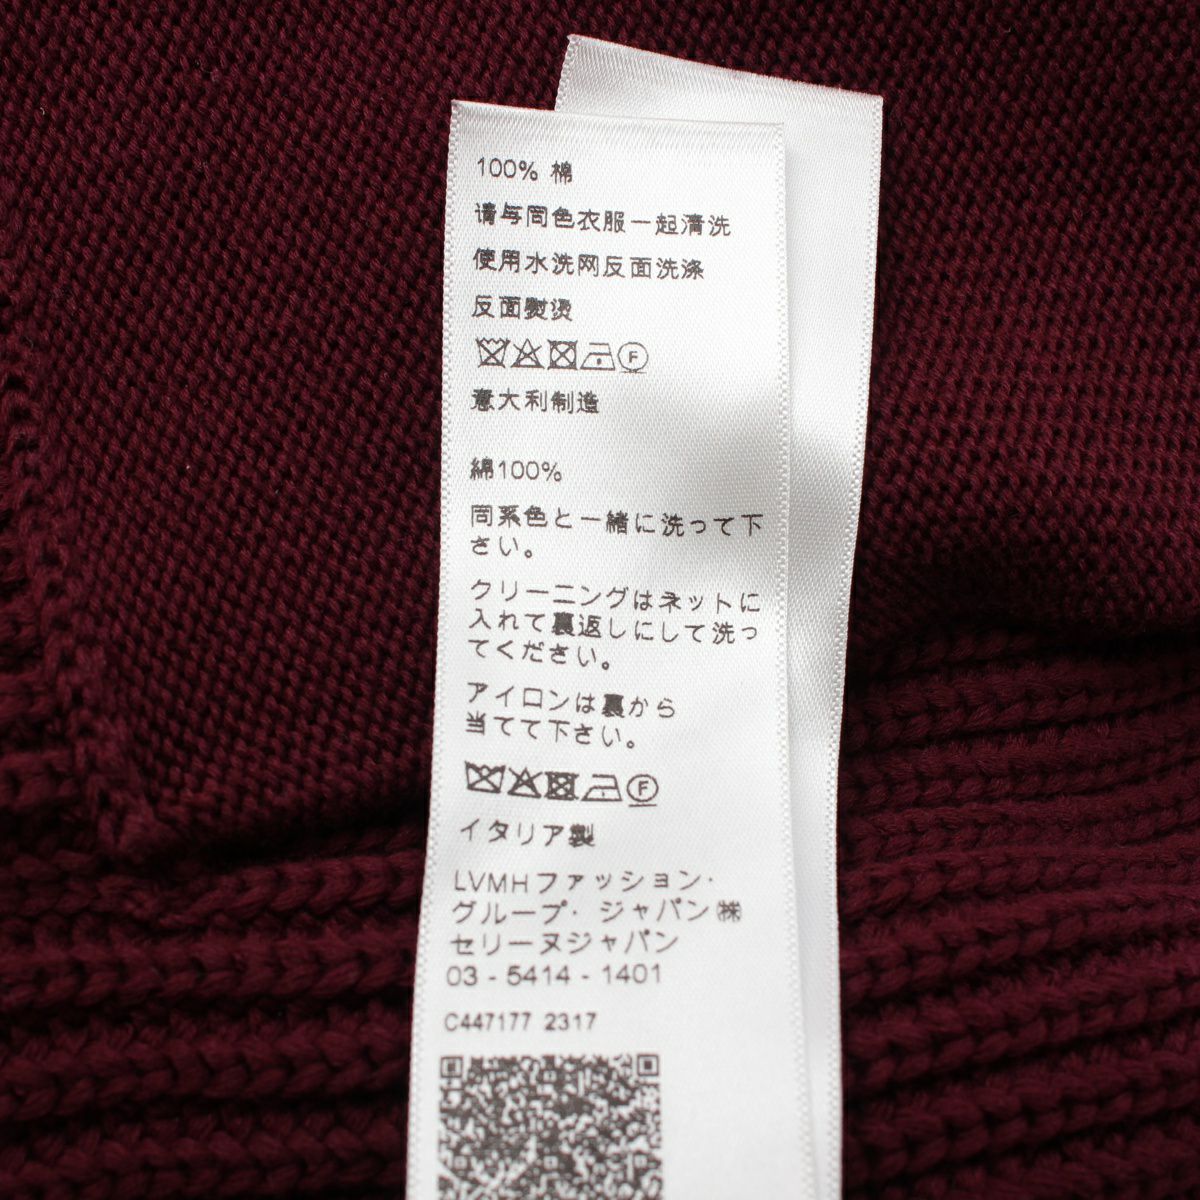 100% 棉
请与同色衣服一起清洗
使用水洗网反面洗涤
反面熨烫
F
意大利制造
綿100%
同系色と一緒に洗って下
さい。
クリーニングはネットに
入れて裏返しにして洗っ
てください。
アイロンは裏から
当てて下さい。
F
イタリア製
LVMHファッション・
グループ・ジャパン㈱
セリーヌジャパン
03 - 5414 - 1401
C447177 2317